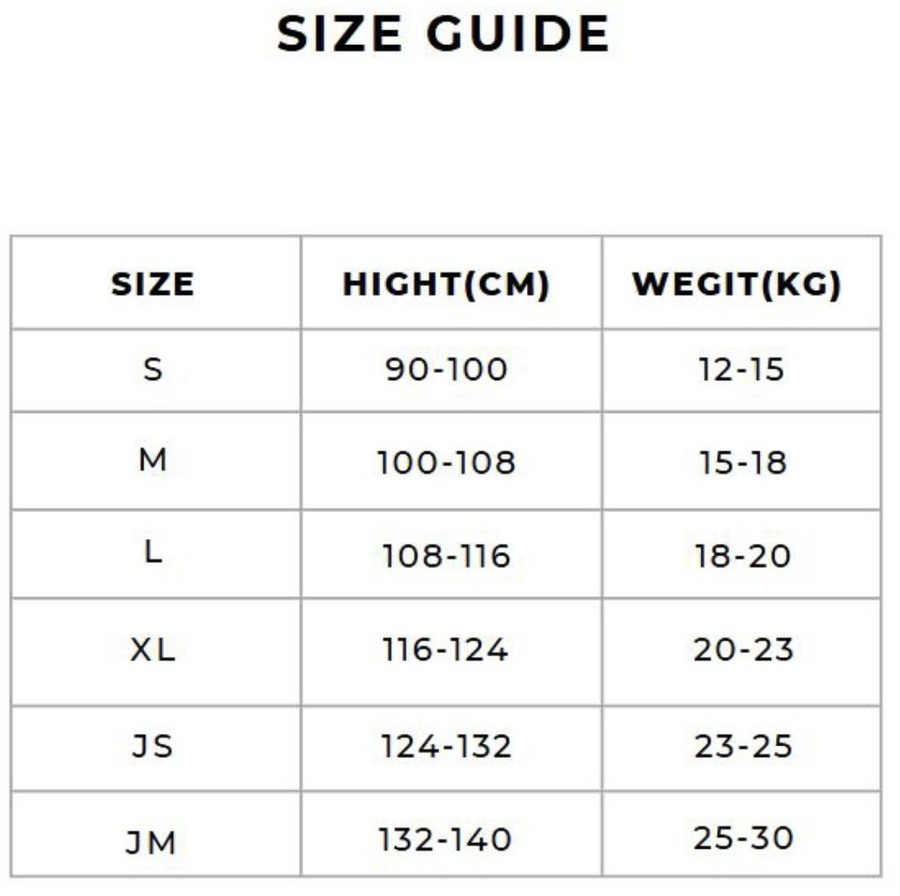 SIZE GUIDE
SIZE HIGHT(CM) WEGIT(KG)
S 90-100 12-15
M 100-108 15-18
L 108-116 18-20
XL 116-124 20-23
JS 124-132 23-25
JM 132-140 25-30